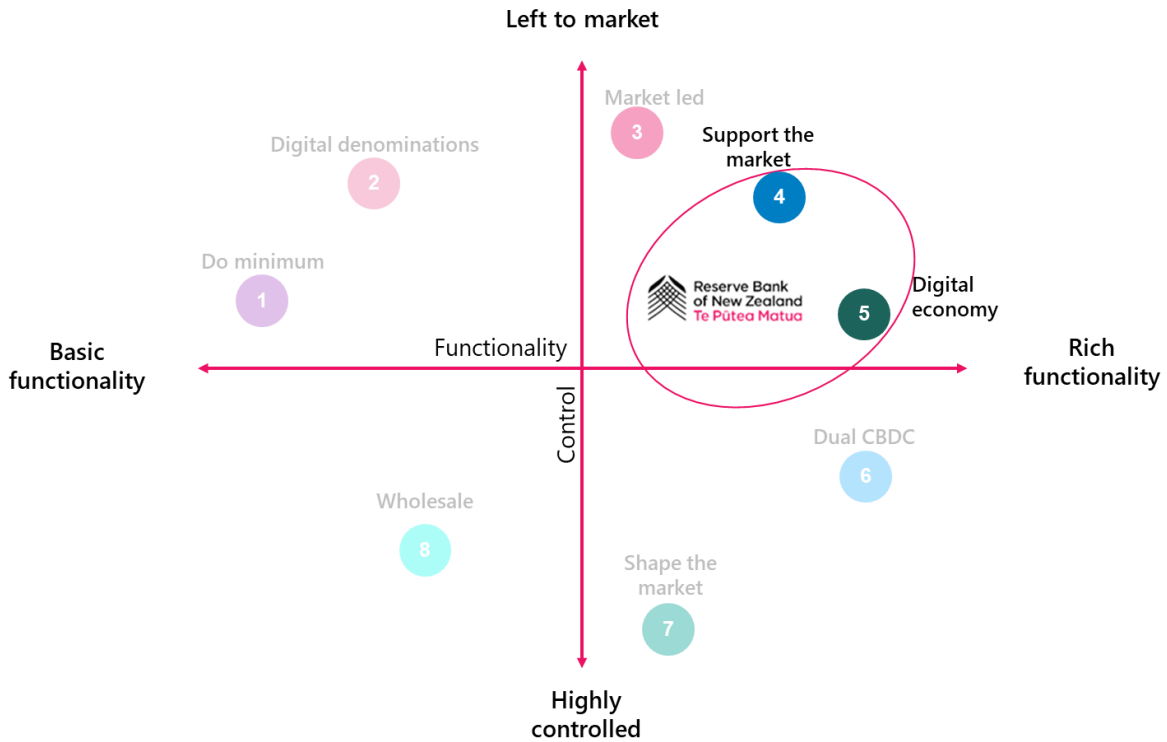 Left to market
Market led
3
Support the
market
4
Digital denominations
2
Do minimum
1
Reserve Bank
of New Zealand
Te Pūtea Matua
Digital
economy
5
Functionality
Basic
functionality
Rich
functionality
Control
Dual CBDC
6
Wholesale
8
Shape the
market
7
Highly
controlled